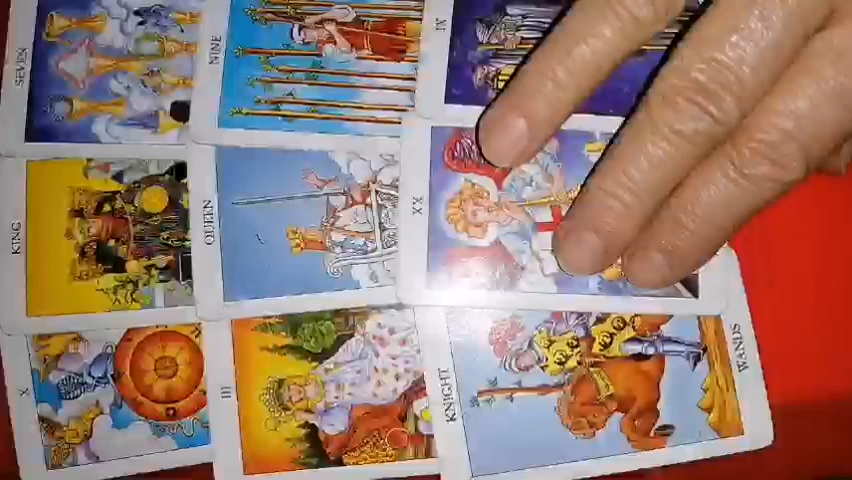 SEVEN
NINE
IX
KING
QUEEN
XX
X
III
KNIGHT
WANDS